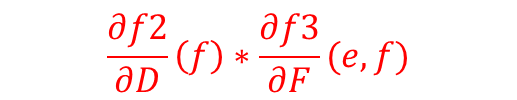 ∂f2/∂D (f) * ∂f3/∂F (e, f)